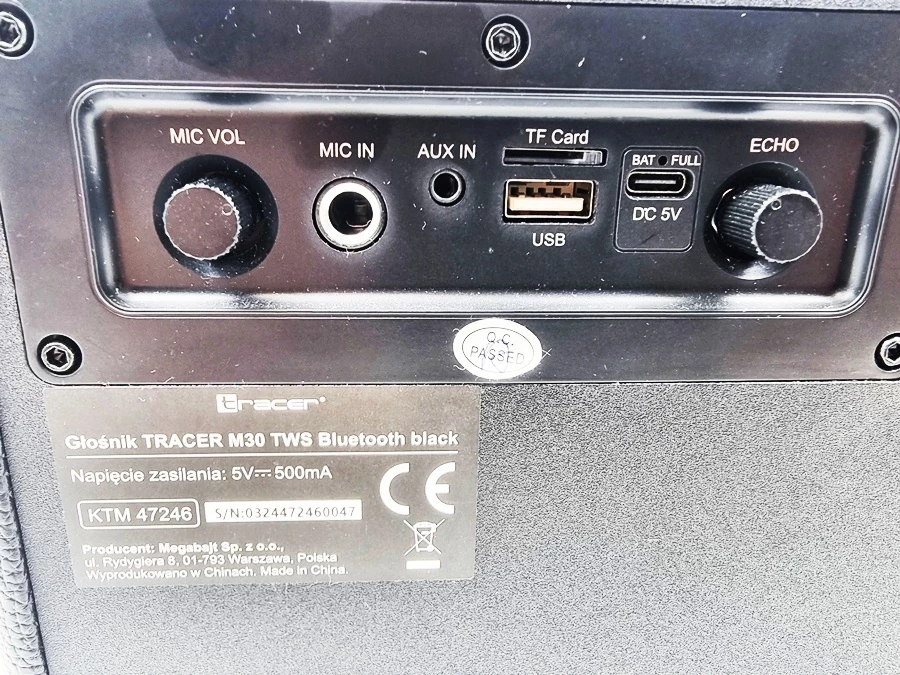 MIC VOL
MIC IN
AUX IN
TF Card
USB
BAT FULL
DC 5V
ECHO
Q.C.
PASSED
tracer
Głośnik TRACER M30 TWS Bluetooth black
Napięcie zasilania: 5V⎓500mA
CE
KTM 47246
S/N:0324472460047
Producent: Megabajt Sp. z o.o.,
ul. Rydygiera 8, 01-793 Warszawa, Polska
Wyprodukowano w Chinach. Made in China.